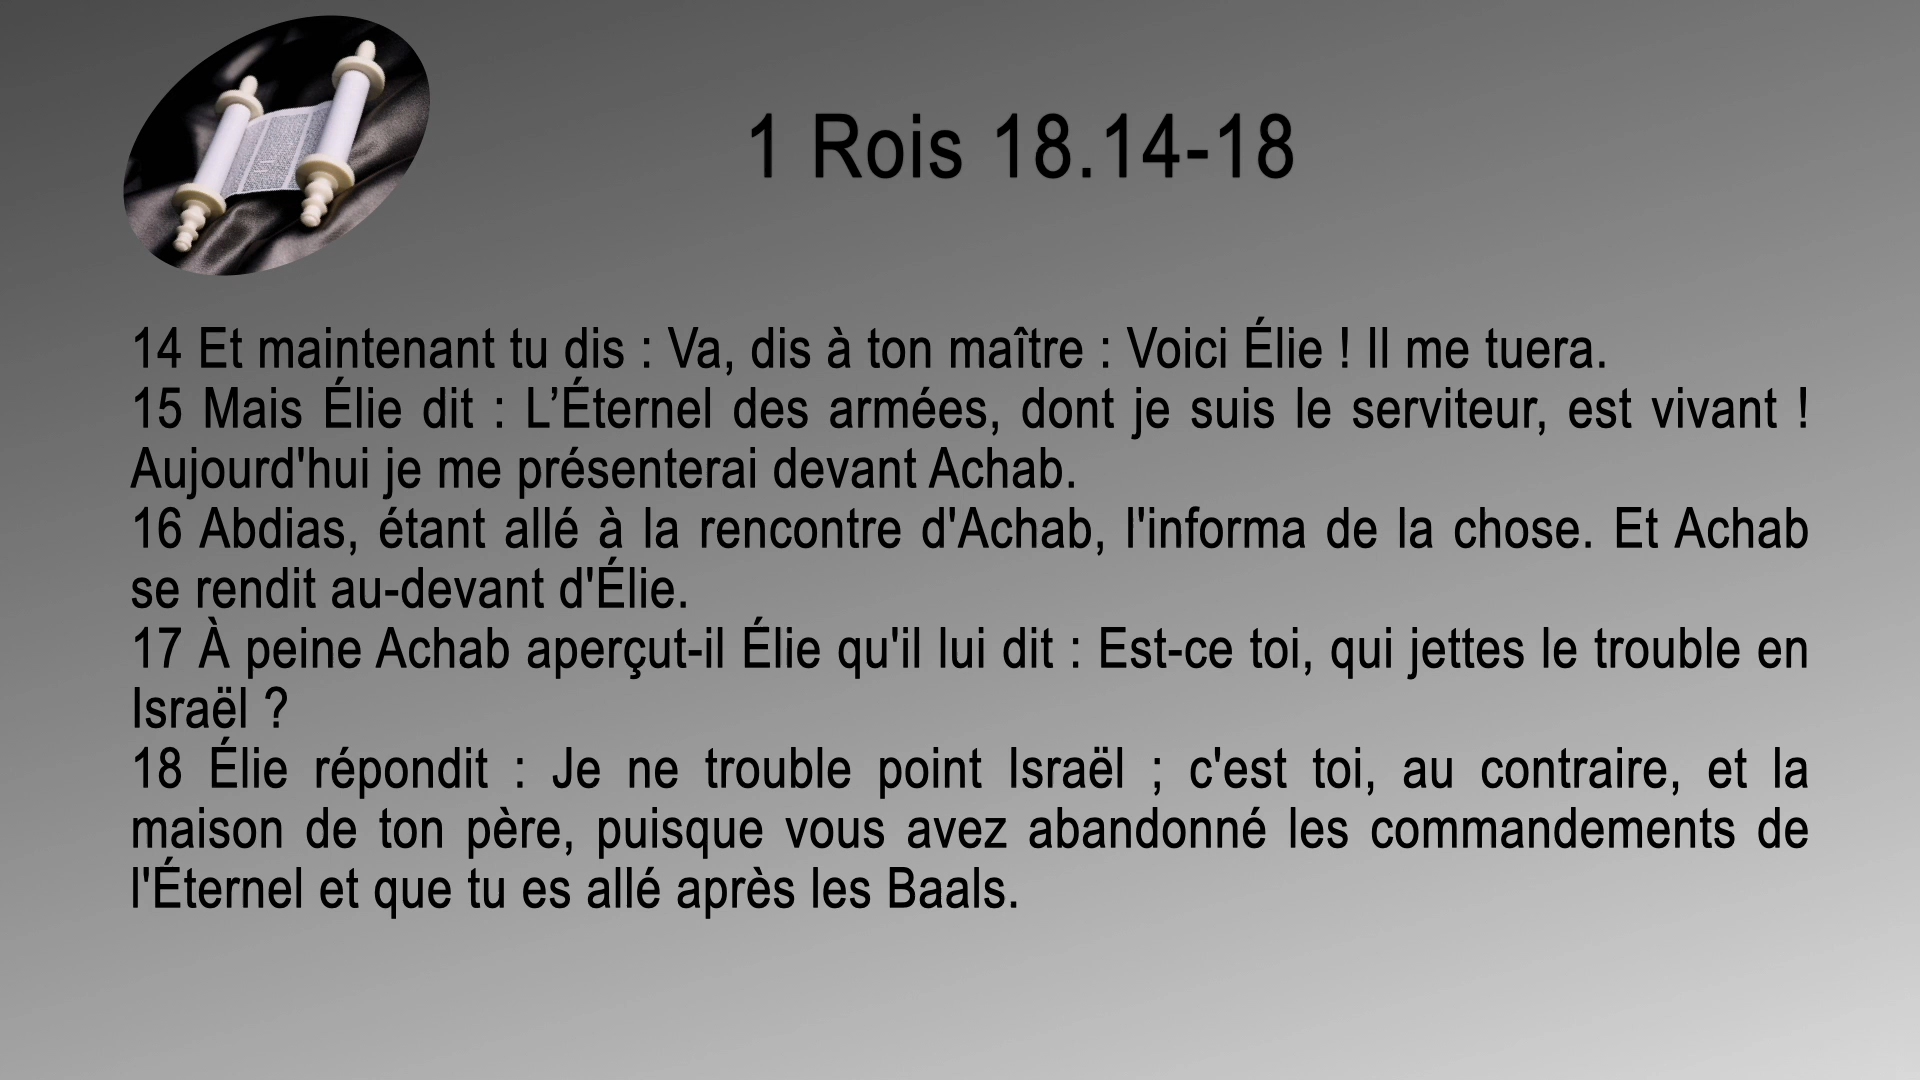 1 Rois 18.14-18
14 Et maintenant tu dis : Va, dis à ton maître : Voici Élie ! Il me tuera.
15 Mais Élie dit : L’Éternel des armées, dont je suis le serviteur, est vivant !
Aujourd'hui je me présenterai devant Achab.
16 Abdias, étant allé à la rencontre d'Achab, l'informa de la chose. Et Achab
se rendit au-devant d'Élie.
17 À peine Achab aperçut-il Élie qu'il lui dit : Est-ce toi, qui jettes le trouble en
Israël ?
18 Élie répondit : Je ne trouble point Israël ; c'est toi, au contraire, et la
maison de ton père, puisque vous avez abandonné les commandements de
l'Éternel et que tu es allé après les Baals.